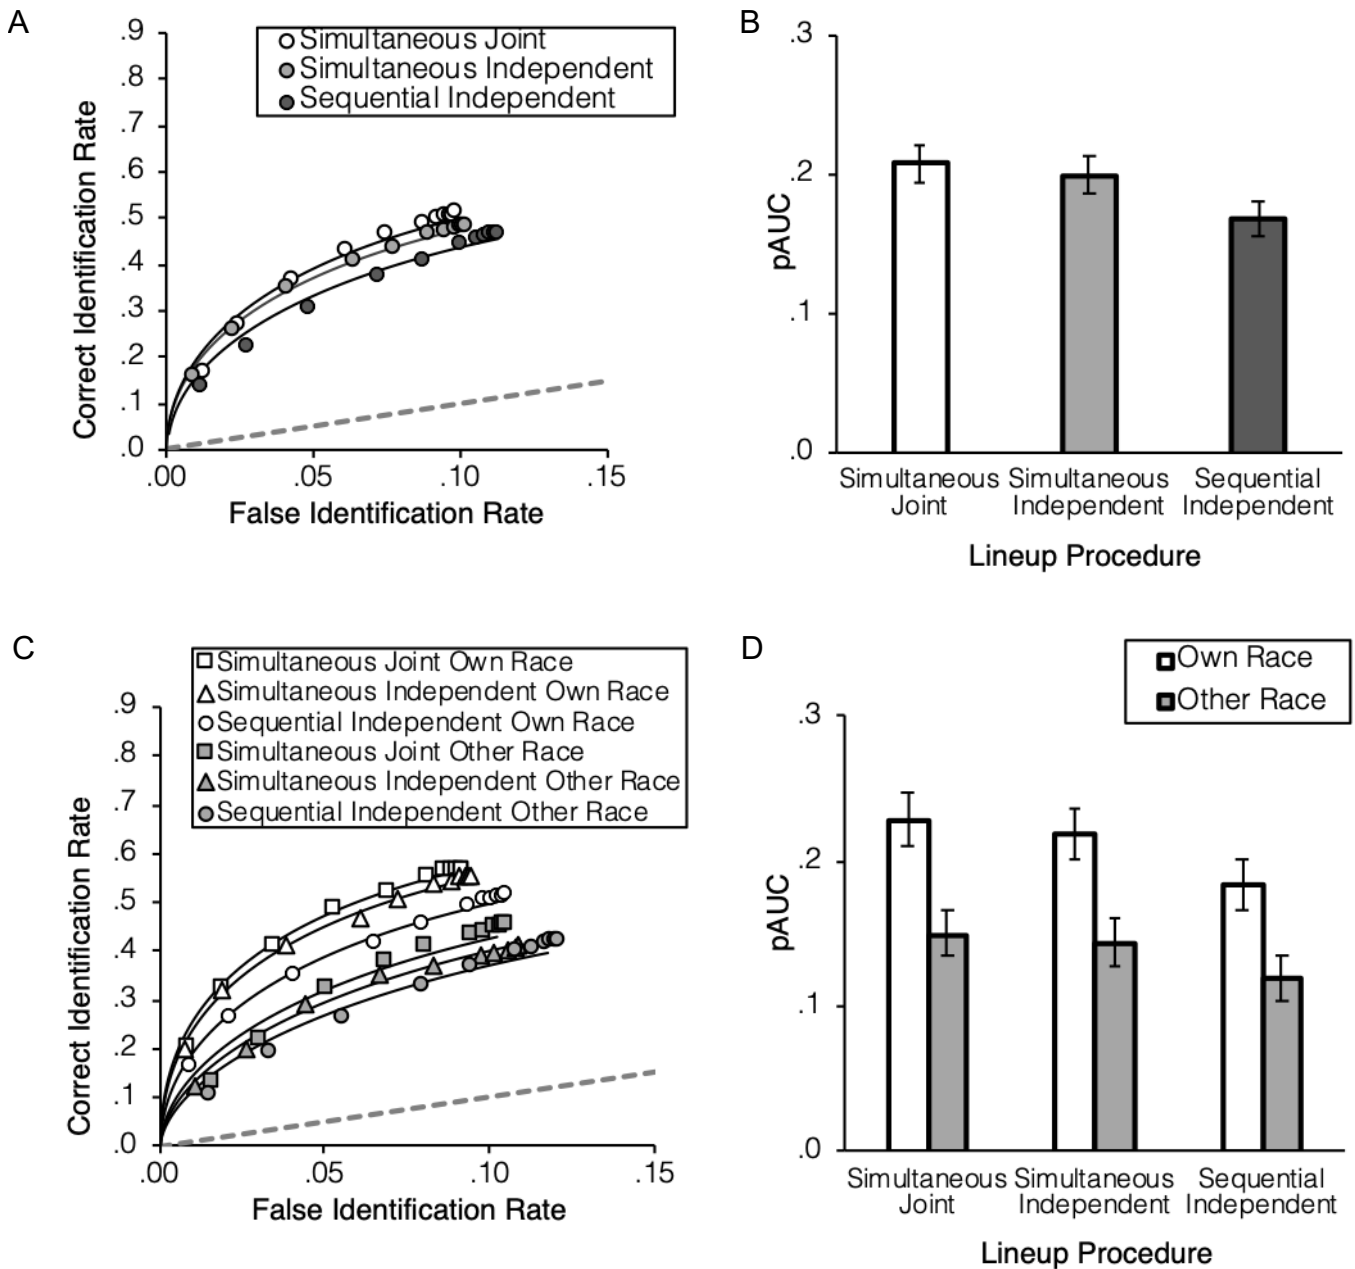 A
.9
.8
.7
.6
.5
.4
.3
.2
.1
.0
Correct Identification Rate
Simultaneous Joint
Simultaneous Independent
Sequential Independent
.00
.05
.10
.15
False Identification Rate
B
.3
.2
.1
.0
pAUC
Simultaneous Joint
Simultaneous Independent
Sequential Independent
Lineup Procedure
C
Simultaneous Joint Own Race
Simultaneous Independent Own Race
Sequential Independent Own Race
Simultaneous Joint Other Race
Simultaneous Independent Other Race
Sequential Independent Other Race
.9
.8
.7
.6
.5
.4
.3
.2
.1
.0
Correct Identification Rate
.00
.05
.10
.15
False Identification Rate
D
Own Race
Other Race
.3
.2
.1
.0
pAUC
Simultaneous Joint
Simultaneous Independent
Sequential Independent
Lineup Procedure